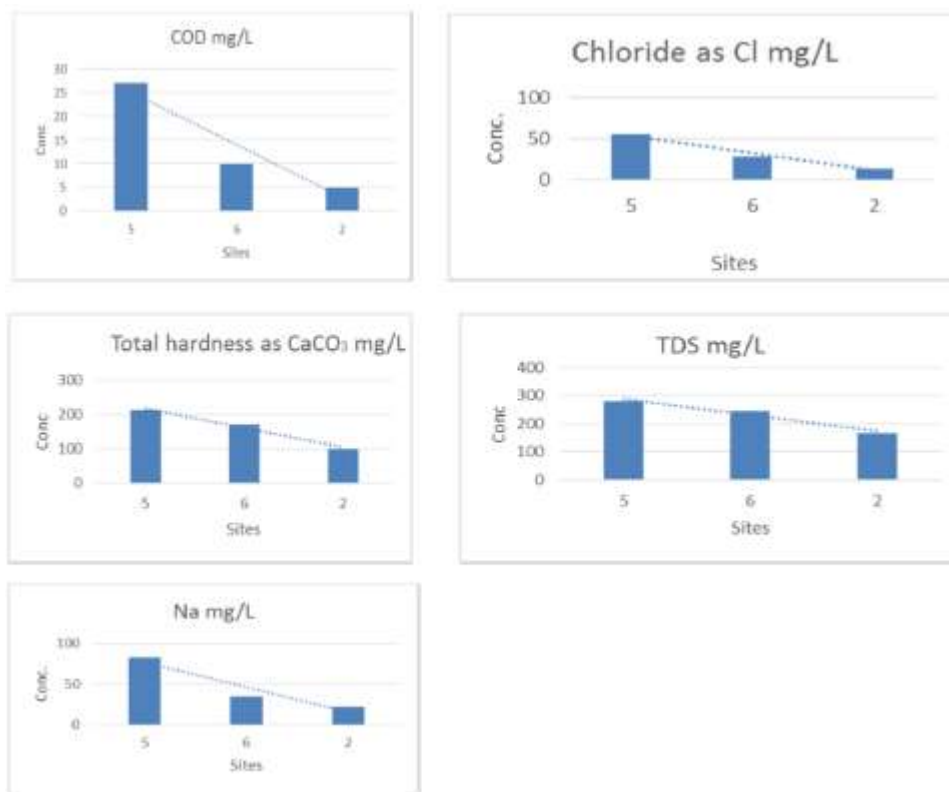 COD mg/L
30
25
20
15
10
5
0
Conc.
5 6 2
Sites
Chloride as Cl mg/L
100
50
0
Conc.
5 6 2
Sites
Total hardness as CaCO₃ mg/L
300
200
100
0
Conc
5 6 2
Sites
TDS mg/L
400
300
200
100
0
Conc
5 6 2
Sites
Na mg/L
100
50
0
Conc.
5 6 2
Sites